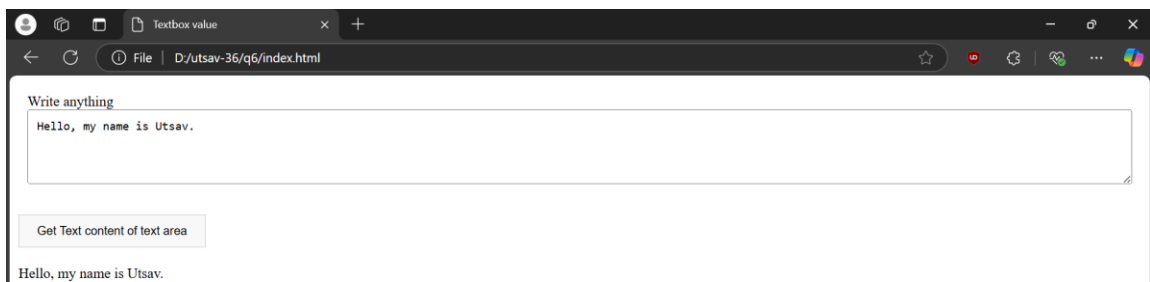 Textbox value
File | D:/utsav-36/q6/index.html
Write anything
Hello, my name is Utsav.
Get Text content of text area
Hello, my name is Utsav.